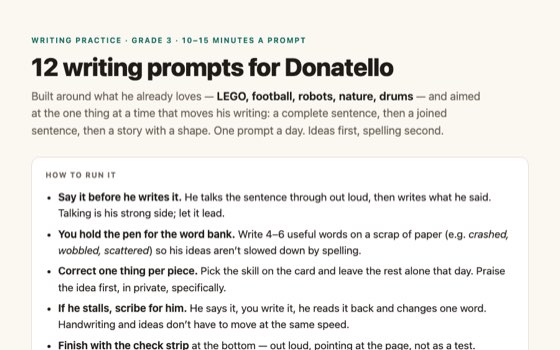 WRITING PRACTICE · GRADE 3 · 10–15 MINUTES A PROMPT
12 writing prompts for Donatello
Built around what he already loves — LEGO, football, robots, nature, drums — and aimed
at the one thing at a time that moves his writing: a complete sentence, then a joined
sentence, then a story with a shape. One prompt a day. Ideas first, spelling second.
HOW TO RUN IT
• Say it before he writes it. He talks the sentence through out loud, then writes what he said.
Talking is his strong side; let it lead.
• You hold the pen for the word bank. Write 4–6 useful words on a scrap of paper (e.g. crashed,
wobbled, scattered) so his ideas aren’t slowed down by spelling.
• Correct one thing per piece. Pick the skill on the card and leave the rest alone that day. Praise
the idea first, in private, specifically.
• If he stalls, scribe for him. He says it, you write it, he reads it back and changes one word.
Handwriting and ideas don’t have to move at the same speed.
• Finish with the check strip at the bottom — out loud, pointing at the page, not as a test.